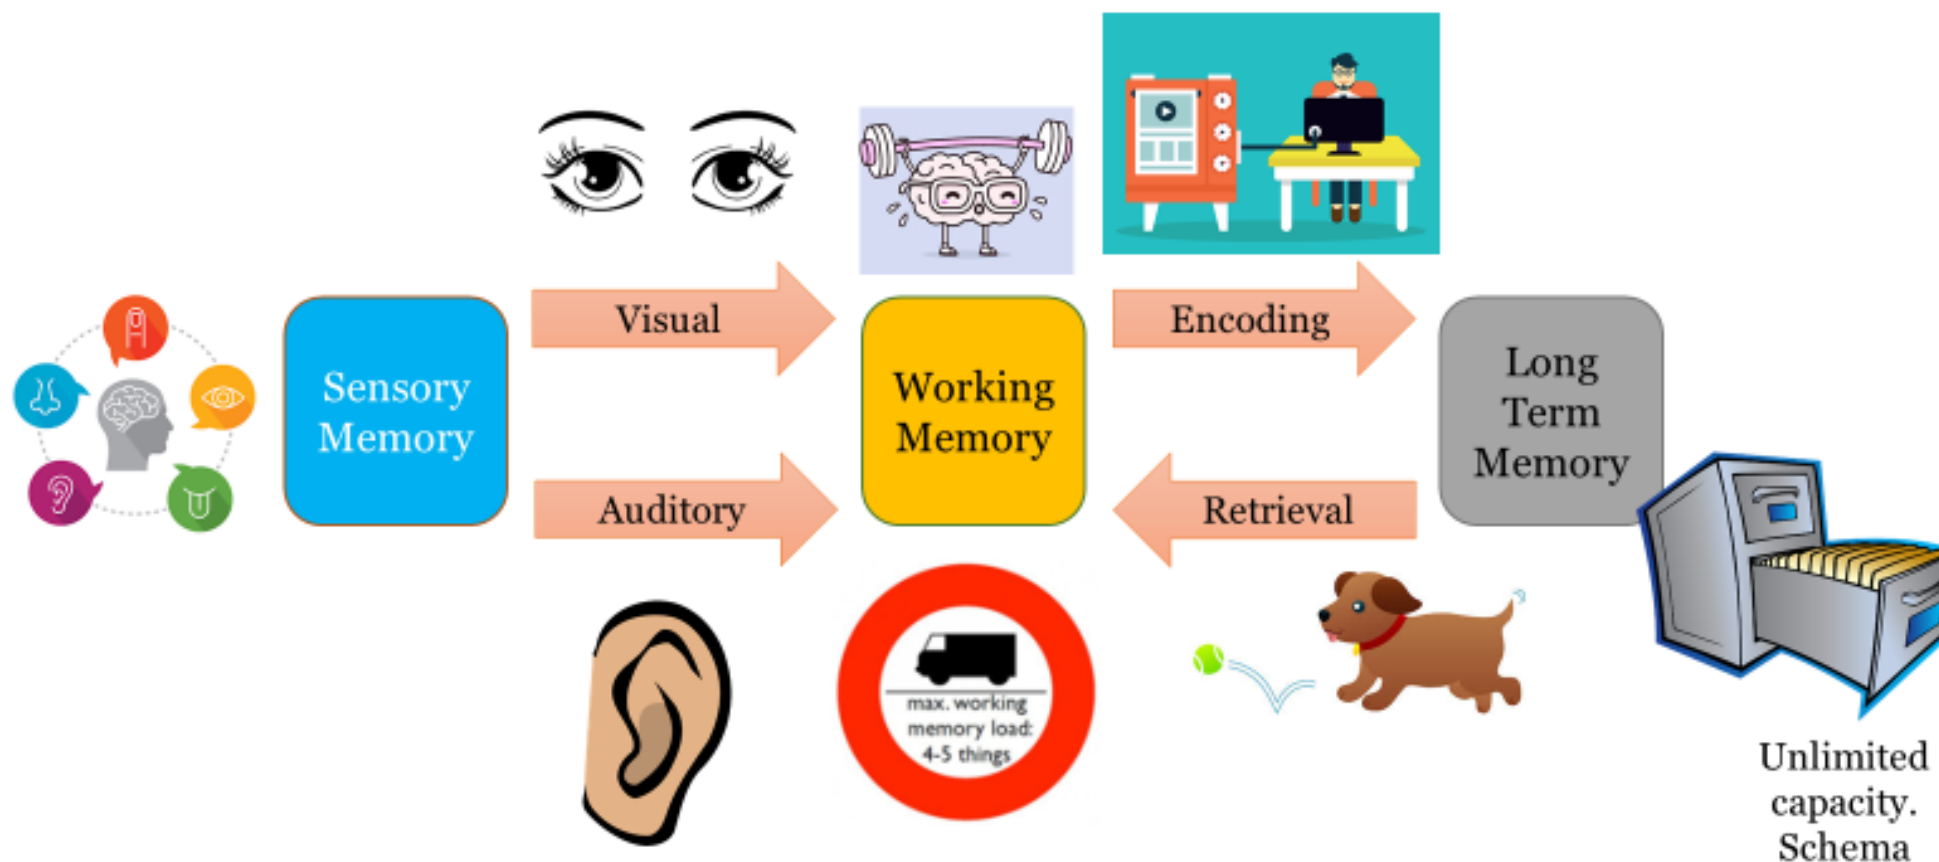 Visual
Encoding
Sensory
Memory
Working
Memory
Long
Term
Memory
Auditory
Retrieval
max. working
memory load:
4-5 things
Unlimited
capacity.
Schema